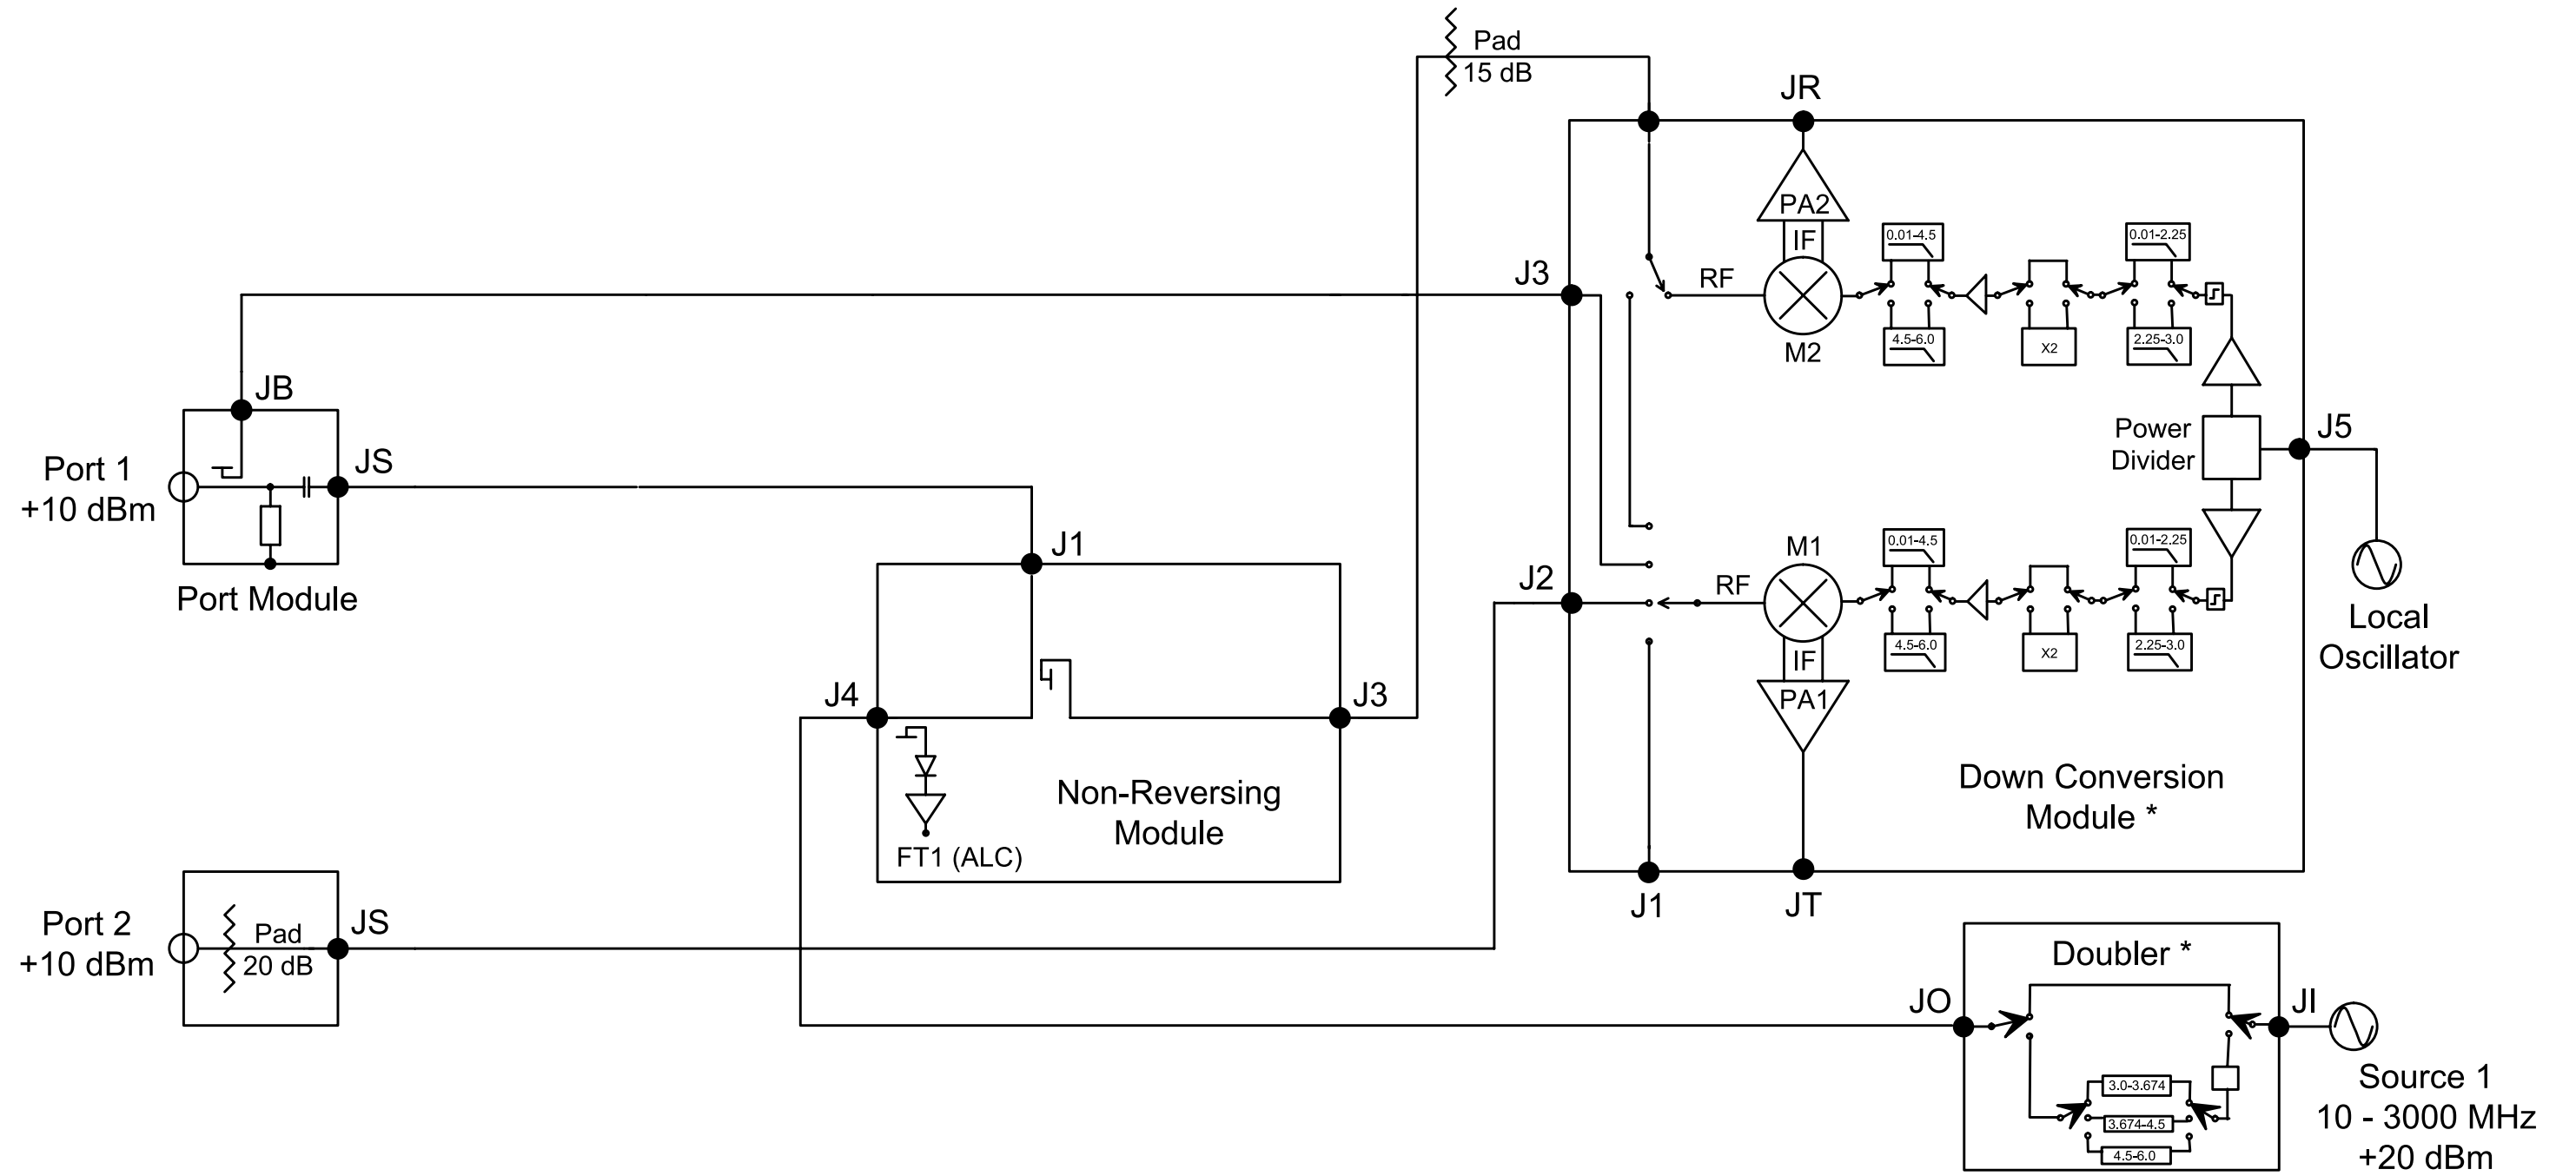 Pad
15 dB
JR
PA2
IF
0.01-4.5
0.01-2.25
J3
RF
M2
4.5-6.0
X2
2.25-3.0
JB
Port 1
+10 dBm
JS
Port Module
Power
Divider
J5
J1
M1
0.01-4.5
0.01-2.25
J2
RF
IF
4.5-6.0
X2
2.25-3.0
Local
Oscillator
J4
J3
PA1
FT1 (ALC)
Non-Reversing
Module
Down Conversion
Module *
J1
JT
Port 2
+10 dBm
Pad
20 dB
JS
Doubler *
JO
JI
3.0-3.674
3.674-4.5
4.5-6.0
Source 1
10 - 3000 MHz
+20 dBm